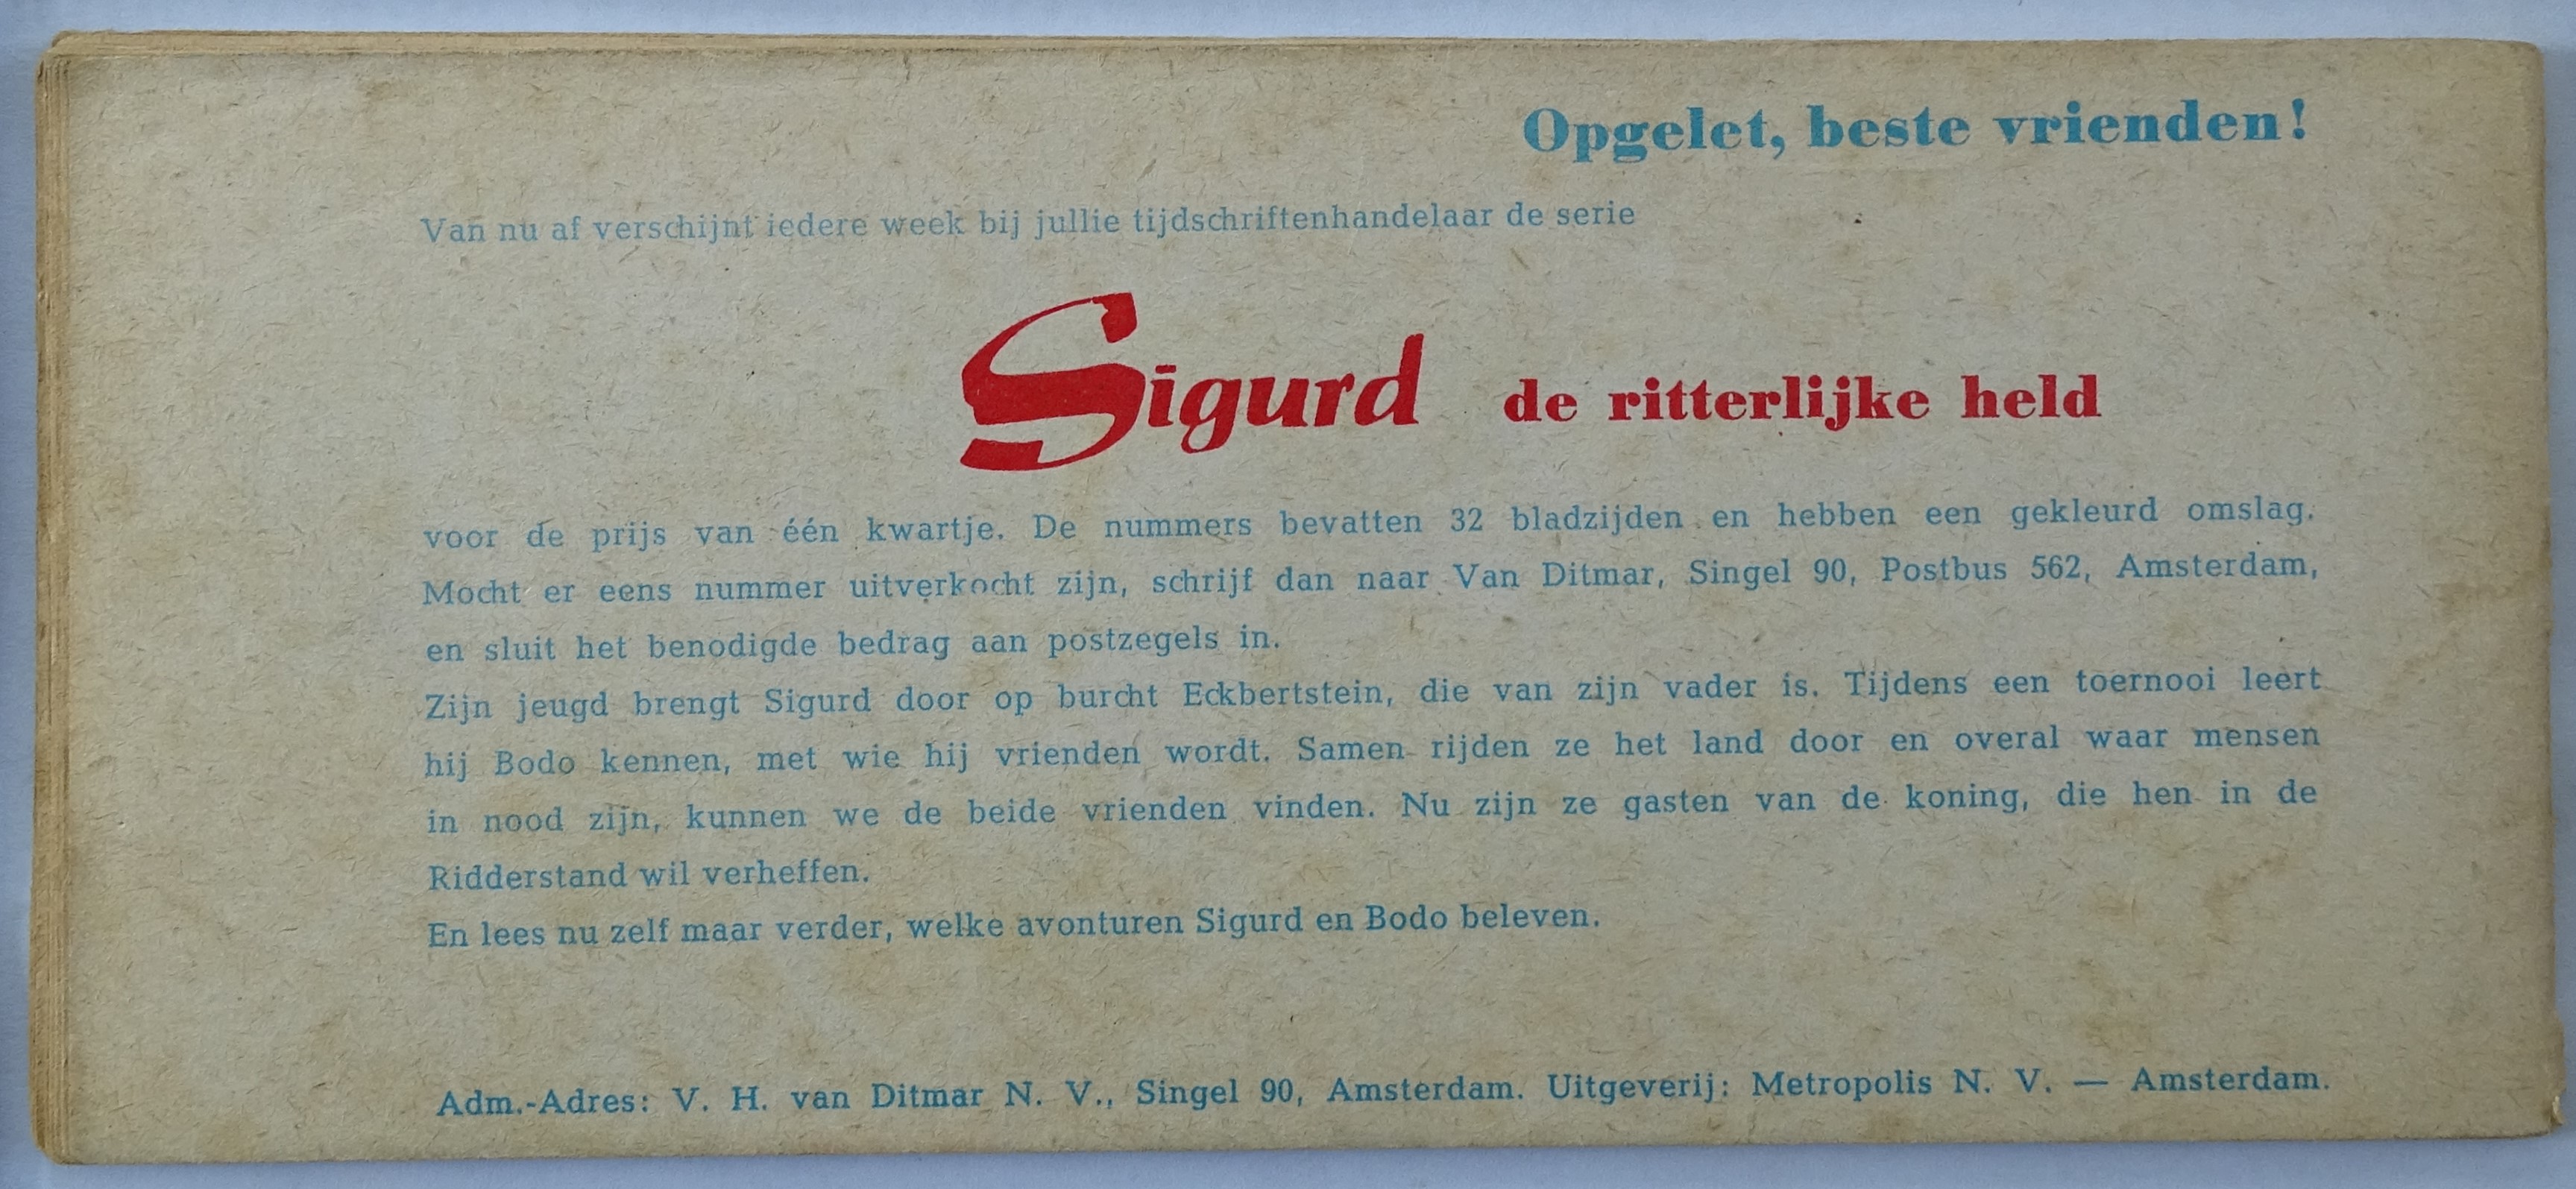 Opgelet, beste vrienden!
Van nu af verschijnt iedere week bij jullie tijdschriftenhandelaar de serie
Sigurd de ritterlijke held
voor de prijs van één kwartje. De nummers bevatten 32 bladzijden en hebben een gekleurd omslag.
Mocht er eens nummer uitverkocht zijn, schrijf dan naar Van Ditmar, Singel 90, Postbus 562, Amsterdam,
en sluit het benodigde bedrag aan postzegels in.
Zijn jeugd brengt Sigurd door op burcht Eckbertstein, die van zijn vader is. Tijdens een toernooi leert
hij Bodo kennen, met wie hij vrienden wordt. Samen rijden ze het land door en overal waar mensen
in nood zijn, kunnen we de beide vrienden vinden. Nu zijn ze gasten van de koning, die hen in de
Ridderstand wil verheffen.
En lees nu zelf maar verder, welke avonturen Sigurd en Bodo beleven.
Adm.-Adres: V. H. van Ditmar N. V., Singel 90, Amsterdam. Uitgeverij: Metropolis N. V. — Amsterdam.